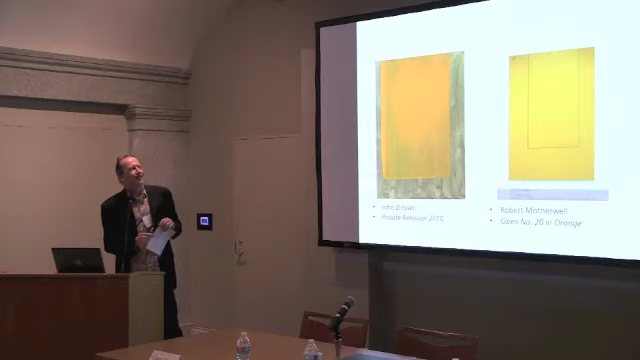 • John Zinsser,
• Private Behavior 2010
• Robert Motherwell
• Open No. 20 in Orange